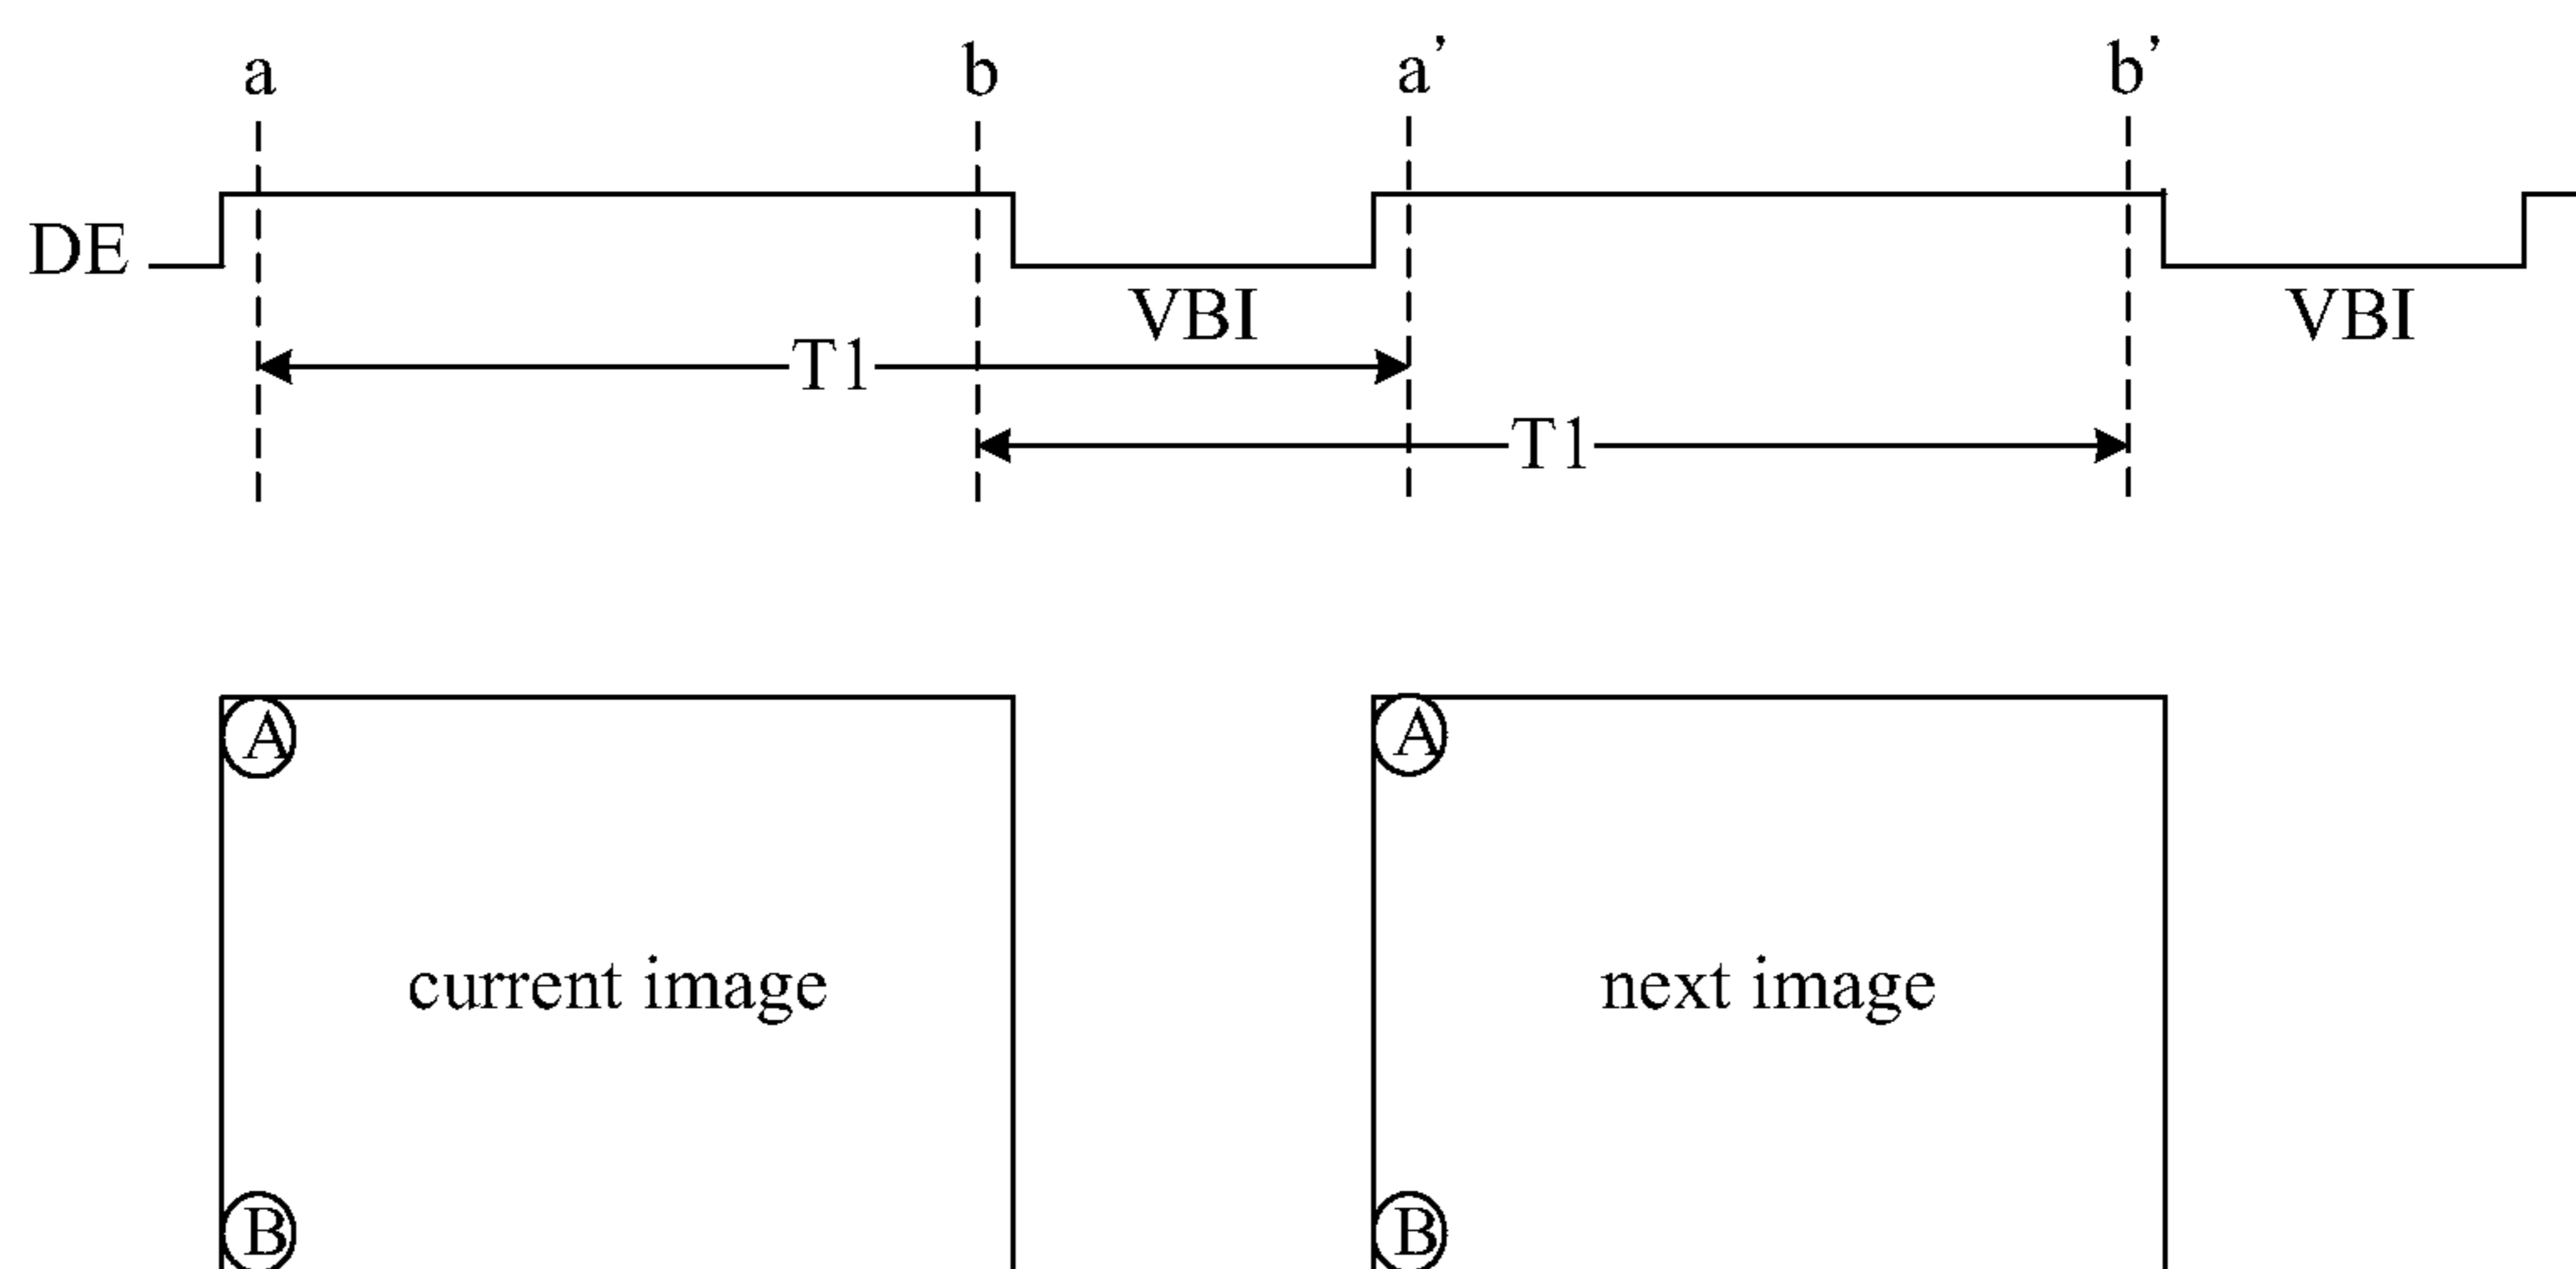 a b a’ b’
DE
VBI VBI
T1
T1
A A
current image next image
B B